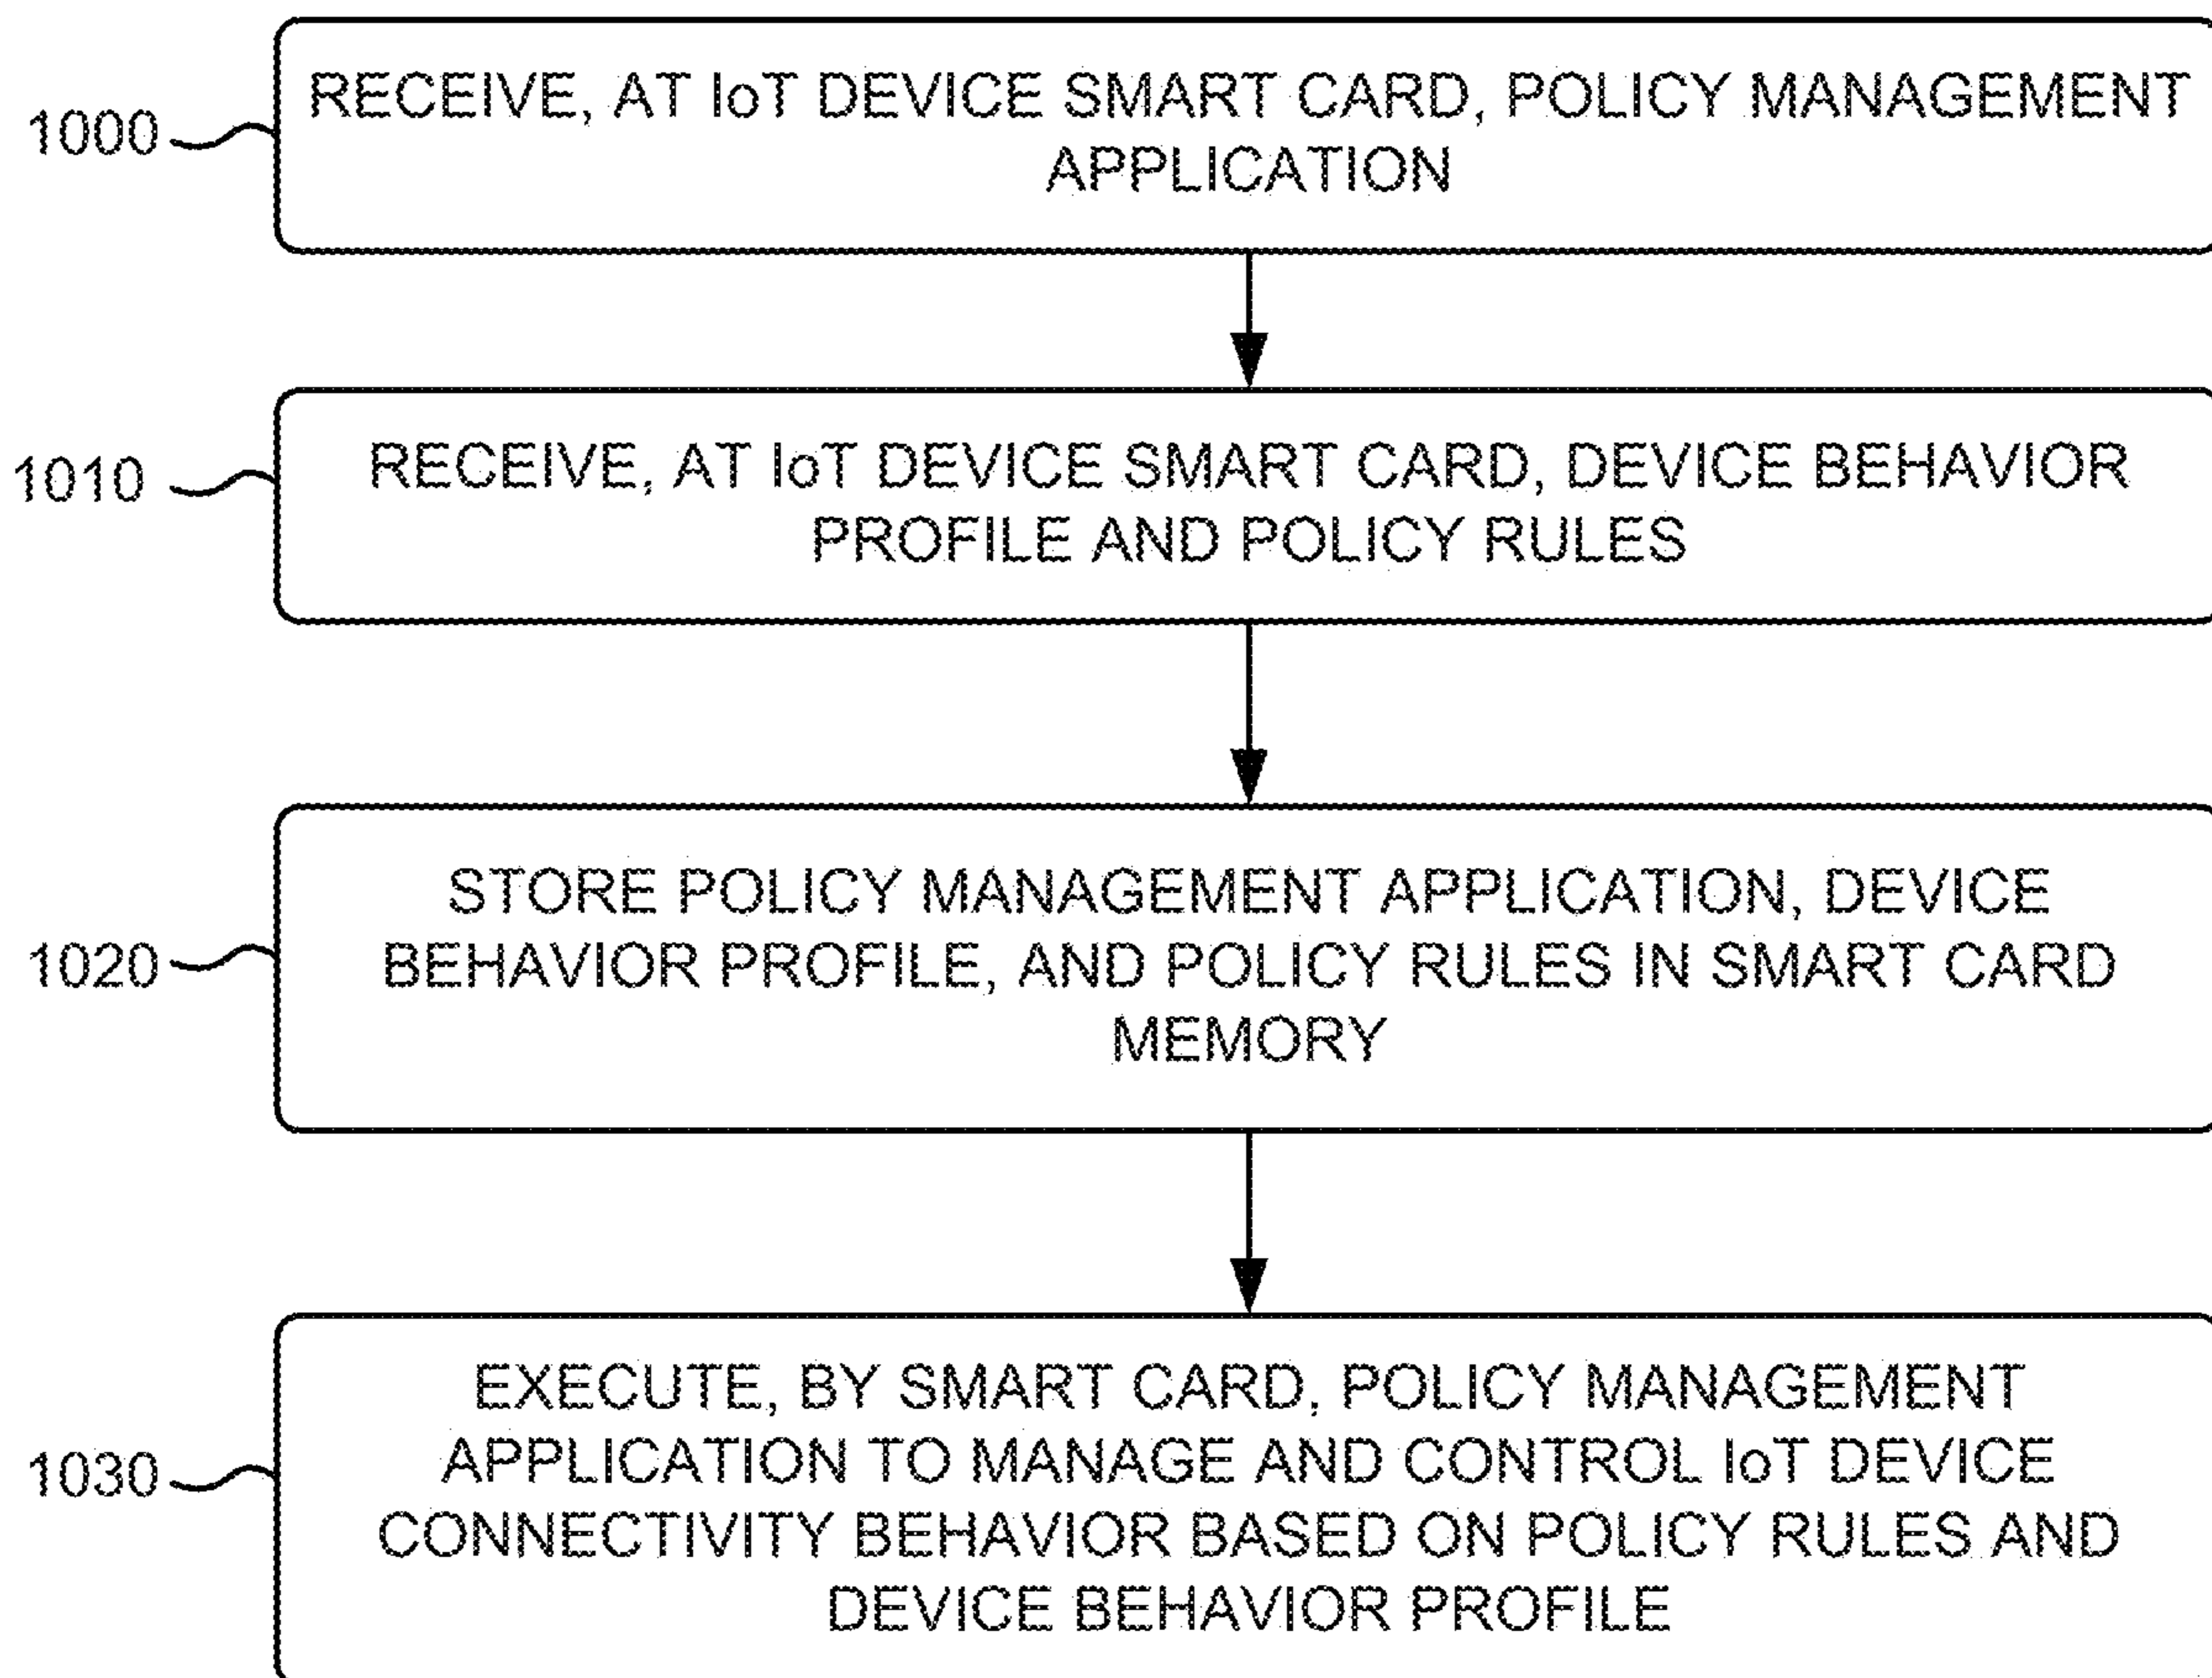 1000
RECEIVE, AT IoT DEVICE SMART CARD, POLICY MANAGEMENT
APPLICATION
1010
RECEIVE, AT IoT DEVICE SMART CARD, DEVICE BEHAVIOR
PROFILE AND POLICY RULES
1020
STORE POLICY MANAGEMENT APPLICATION, DEVICE
BEHAVIOR PROFILE, AND POLICY RULES IN SMART CARD
MEMORY
1030
EXECUTE, BY SMART CARD, POLICY MANAGEMENT
APPLICATION TO MANAGE AND CONTROL IoT DEVICE
CONNECTIVITY BEHAVIOR BASED ON POLICY RULES AND
DEVICE BEHAVIOR PROFILE